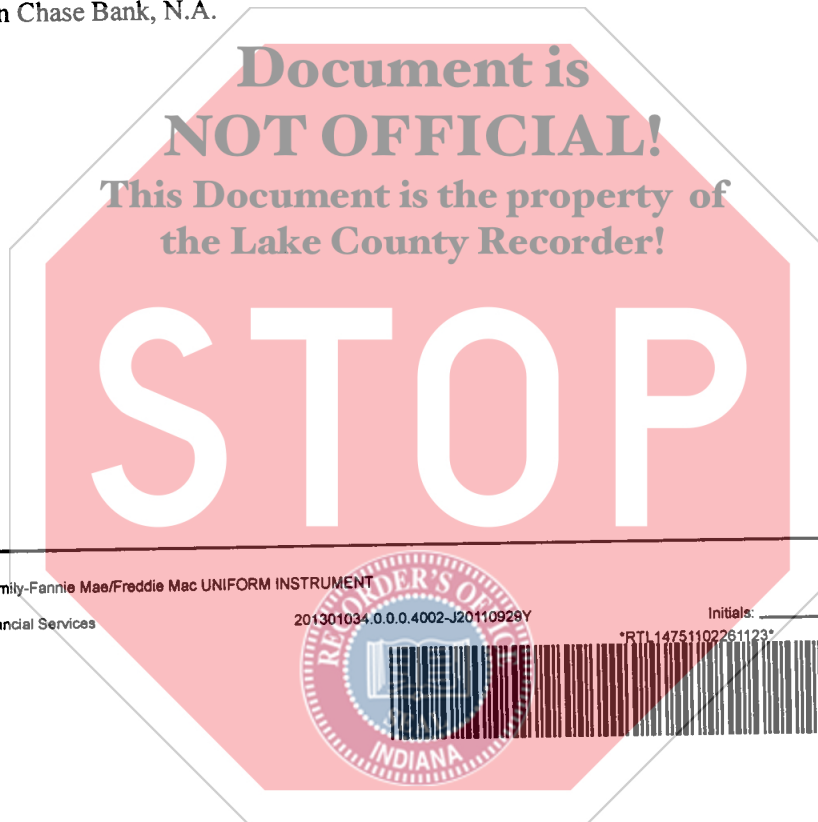 n Chase Bank, N.A.
Document is
NOT OFFICIAL!
This Document is the property of
the Lake County Recorder!
STOP
mily-Fannie Mae/Freddie Mac UNIFORM INSTRUMENT
ancial Services
201301034.0.0.0.4002-J20110929Y
Initials:
*RTL14751102261123*
RECORDER'S OFFICE
SEAL
INDIANA